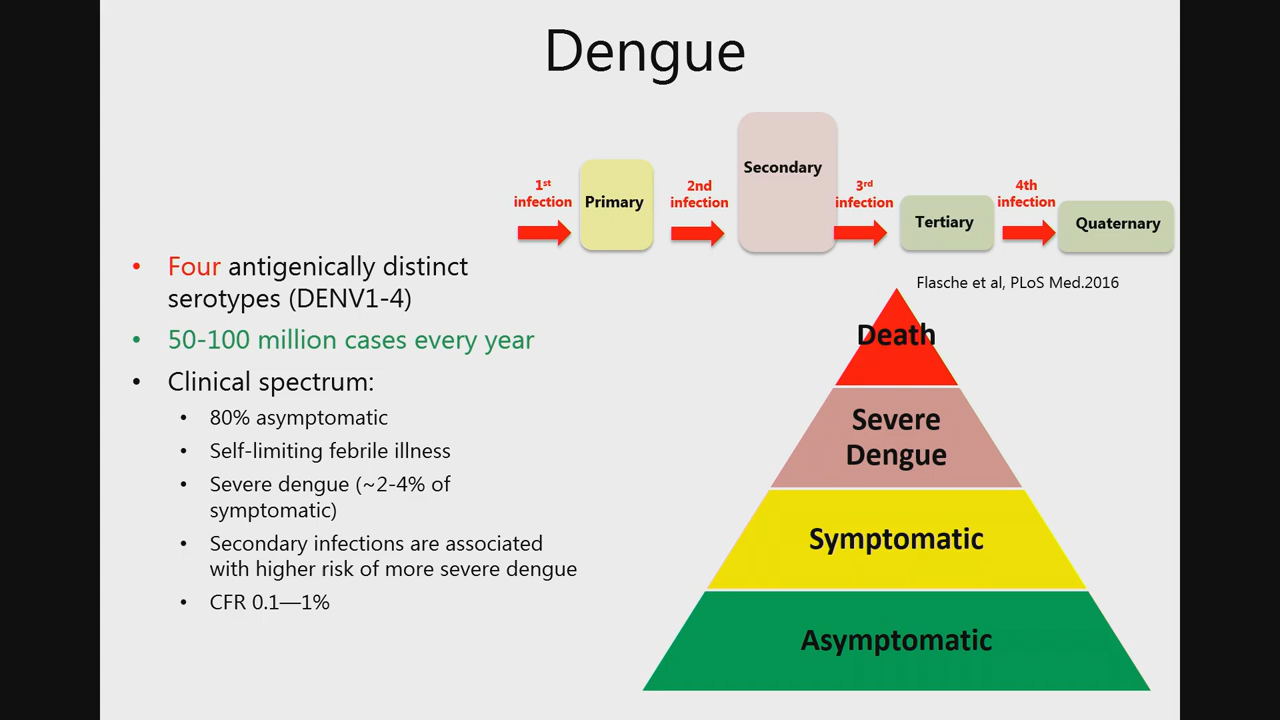 Dengue
1st
infection
Primary
2nd
infection
Secondary
3rd
infection
Tertiary
4th
infection
Quaternary
Flasche et al, PLoS Med.2016
• Four antigenically distinct
serotypes (DENV1-4)
• 50-100 million cases every year
• Clinical spectrum:
• 80% asymptomatic
• Self-limiting febrile illness
• Severe dengue (~2-4% of
symptomatic)
• Secondary infections are associated
with higher risk of more severe dengue
• CFR 0.1—1%
Death
Severe
Dengue
Symptomatic
Asymptomatic